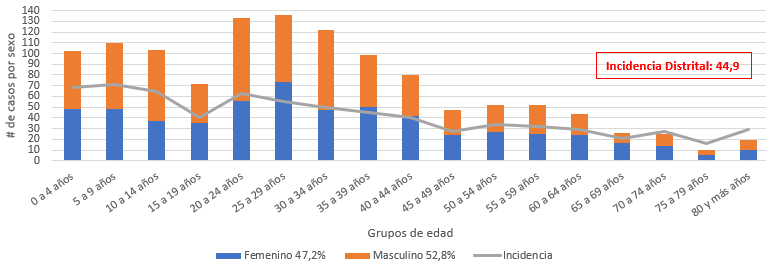 140
130
120
110
100
90
80
70
60
50
40
30
20
10
0
# de casos por sexo
Incidencia Distrital: 44,9
0 a 4 años
5 a 9 años
10 a 14 años
15 a 19 años
20 a 24 años
25 a 29 años
30 a 34 años
35 a 39 años
40 a 44 años
45 a 49 años
50 a 54 años
55 a 59 años
60 a 64 años
65 a 69 años
70 a 74 años
75 a 79 años
80 y más años
Grupos de edad
Femenino 47,2% Masculino 52,8% Incidencia